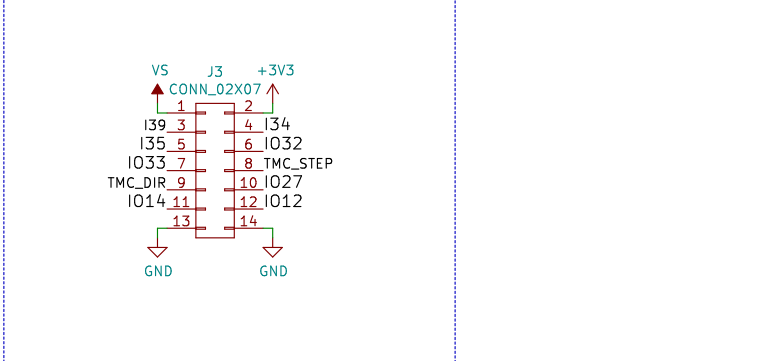 VS J3 +3V3
CONN_02X07
1 2
I39 3 4 I34
I35 5 6 IO32
IO33 7 8 TMC_STEP
TMC_DIR 9 10 IO27
IO14 11 12 IO12
13 14
GND GND